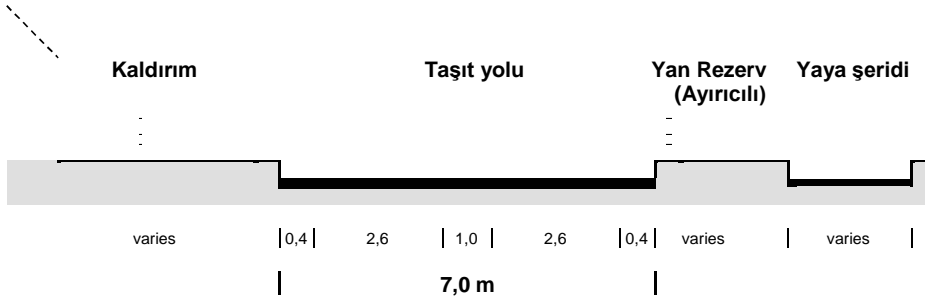 Kaldırım Taşıt yolu Yan Rezerv Yaya şeridi
(Ayırıcılı)
varies 0,4 2,6 1,0 2,6 0,4 varies varies
7,0 m